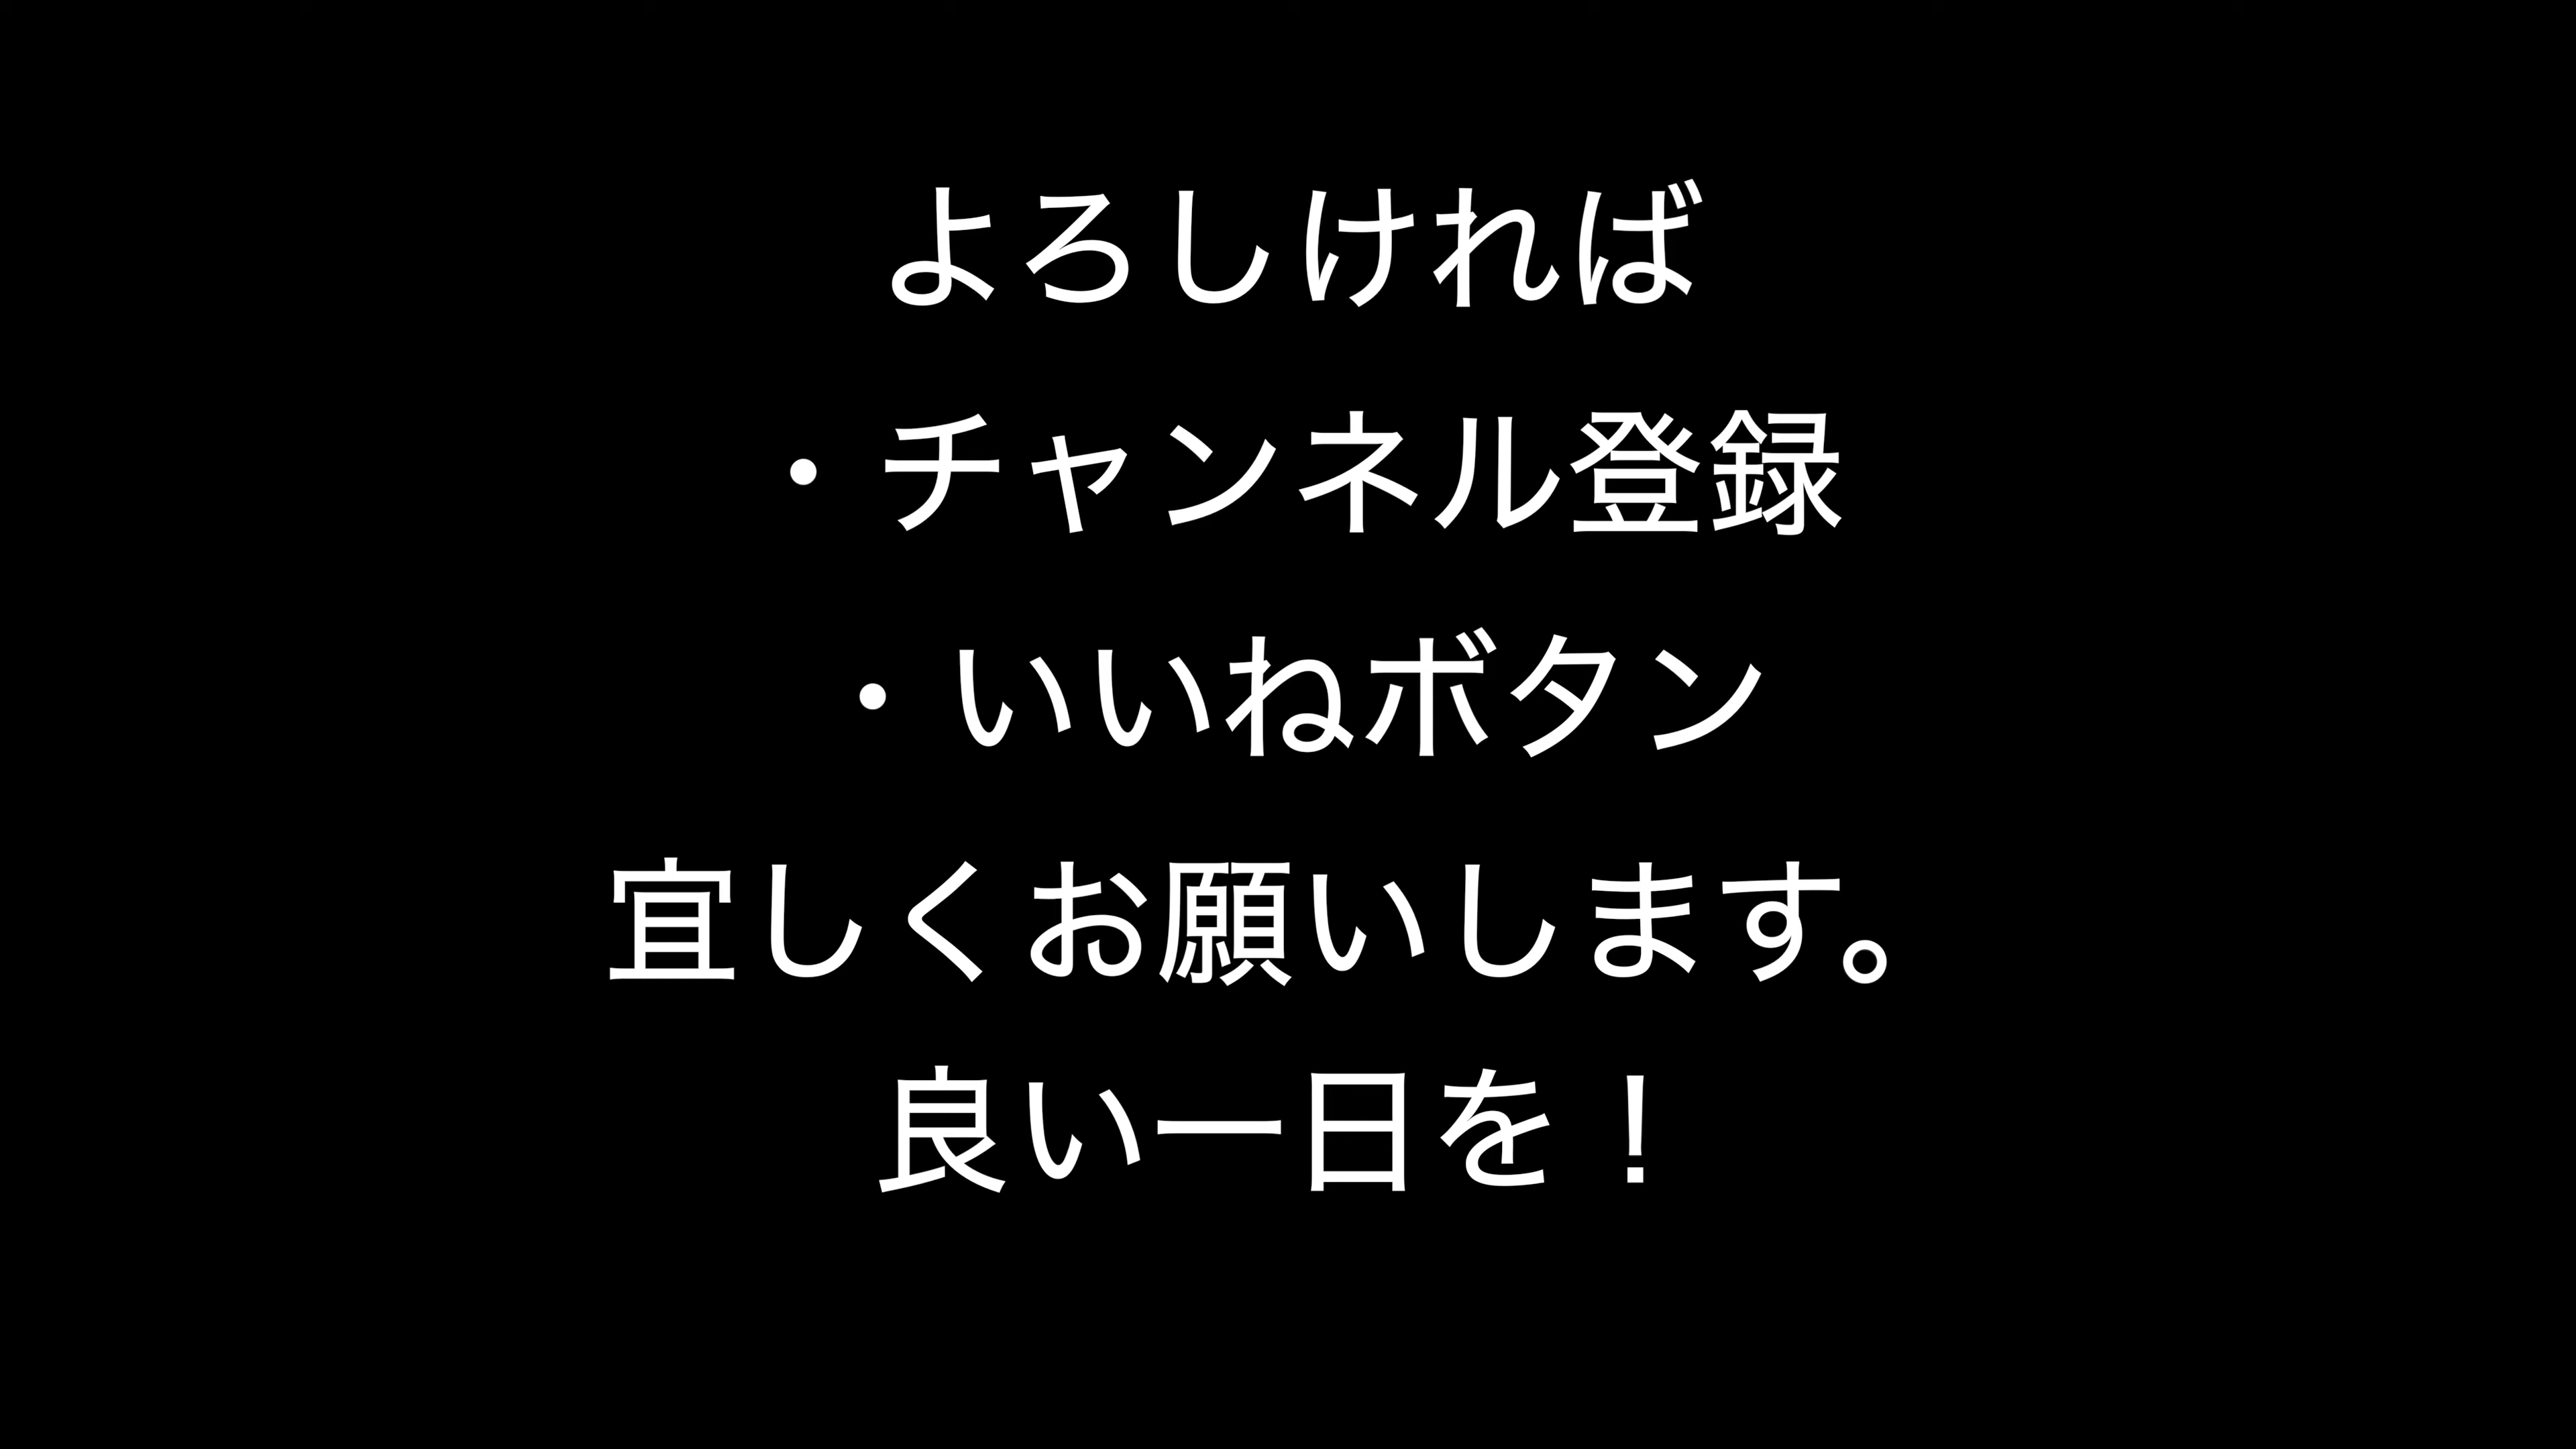 よろしければ
・チャンネル登録
・いいねボタン
宜しくお願いします。
良い一日を！